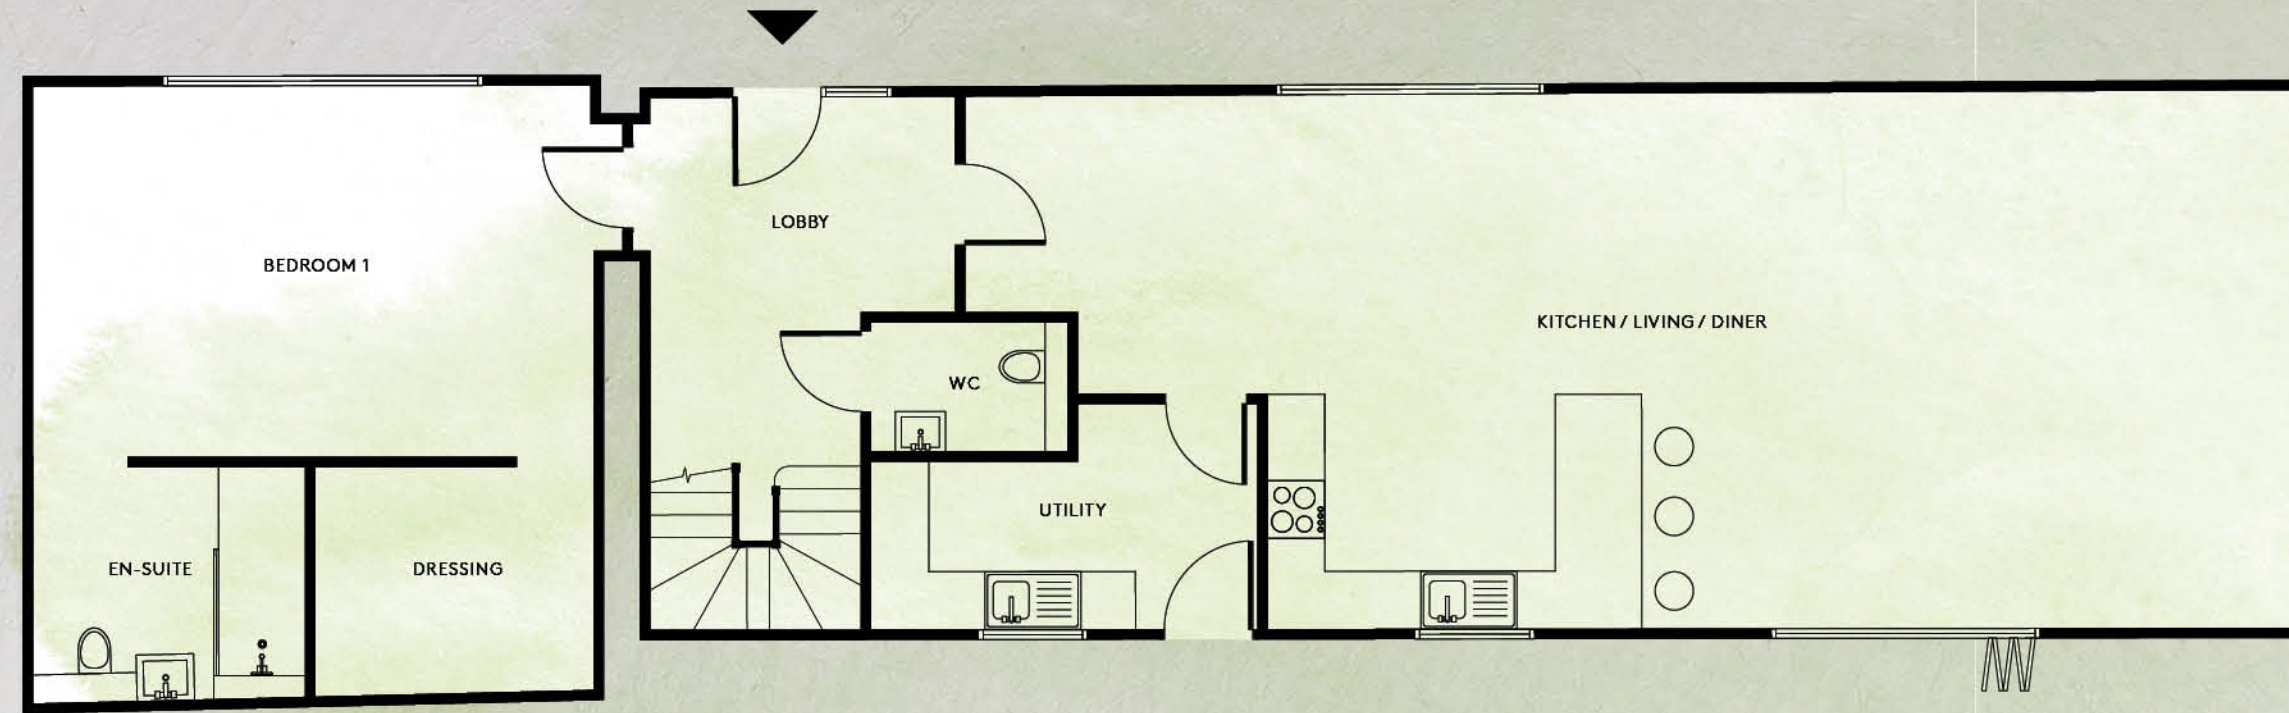 LOBBY
BEDROOM 1
KITCHEN / LIVING / DINER
WC
UTILITY
EN-SUITE
DRESSING